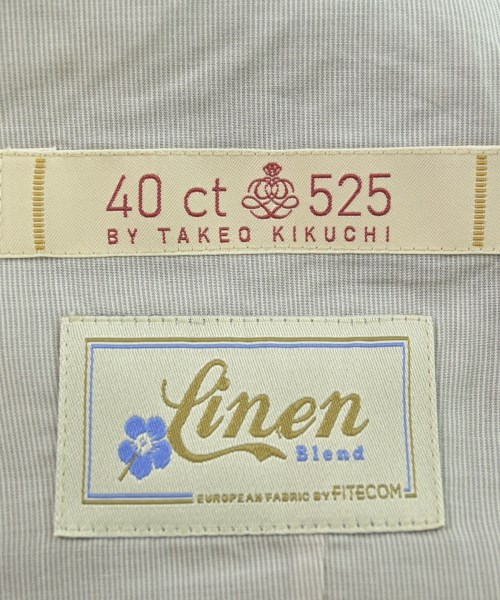 40 ct 525
BY TAKEO KIKUCHI
Linen
Blend
EUROPEAN FABRIC BY FITECOM